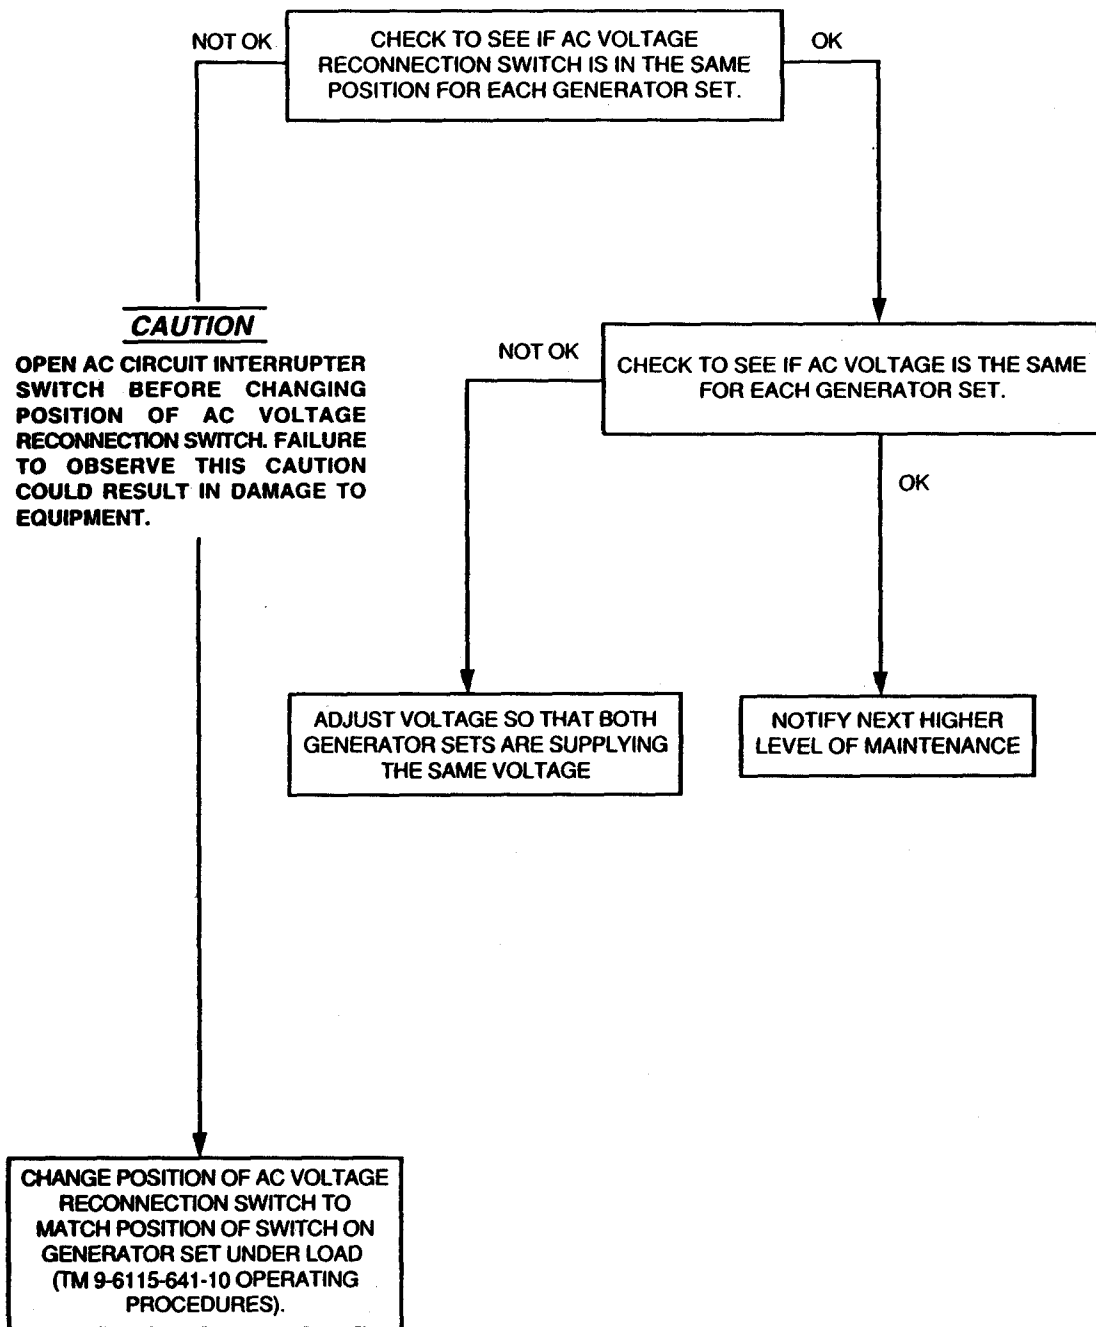 NOT OK
CHECK TO SEE IF AC VOLTAGE
RECONNECTION SWITCH IS IN THE SAME
POSITION FOR EACH GENERATOR SET.
OK
CAUTION
OPEN AC CIRCUIT INTERRUPTER
SWITCH BEFORE CHANGING
POSITION OF AC VOLTAGE
RECONNECTION SWITCH. FAILURE
TO OBSERVE THIS CAUTION
COULD RESULT IN DAMAGE TO
EQUIPMENT.
NOT OK
CHECK TO SEE IF AC VOLTAGE IS THE SAME
FOR EACH GENERATOR SET.
OK
ADJUST VOLTAGE SO THAT BOTH
GENERATOR SETS ARE SUPPLYING
THE SAME VOLTAGE
NOTIFY NEXT HIGHER
LEVEL OF MAINTENANCE
CHANGE POSITION OF AC VOLTAGE
RECONNECTION SWITCH TO
MATCH POSITION OF SWITCH ON
GENERATOR SET UNDER LOAD
(TM 9-6115-641-10 OPERATING
PROCEDURES).